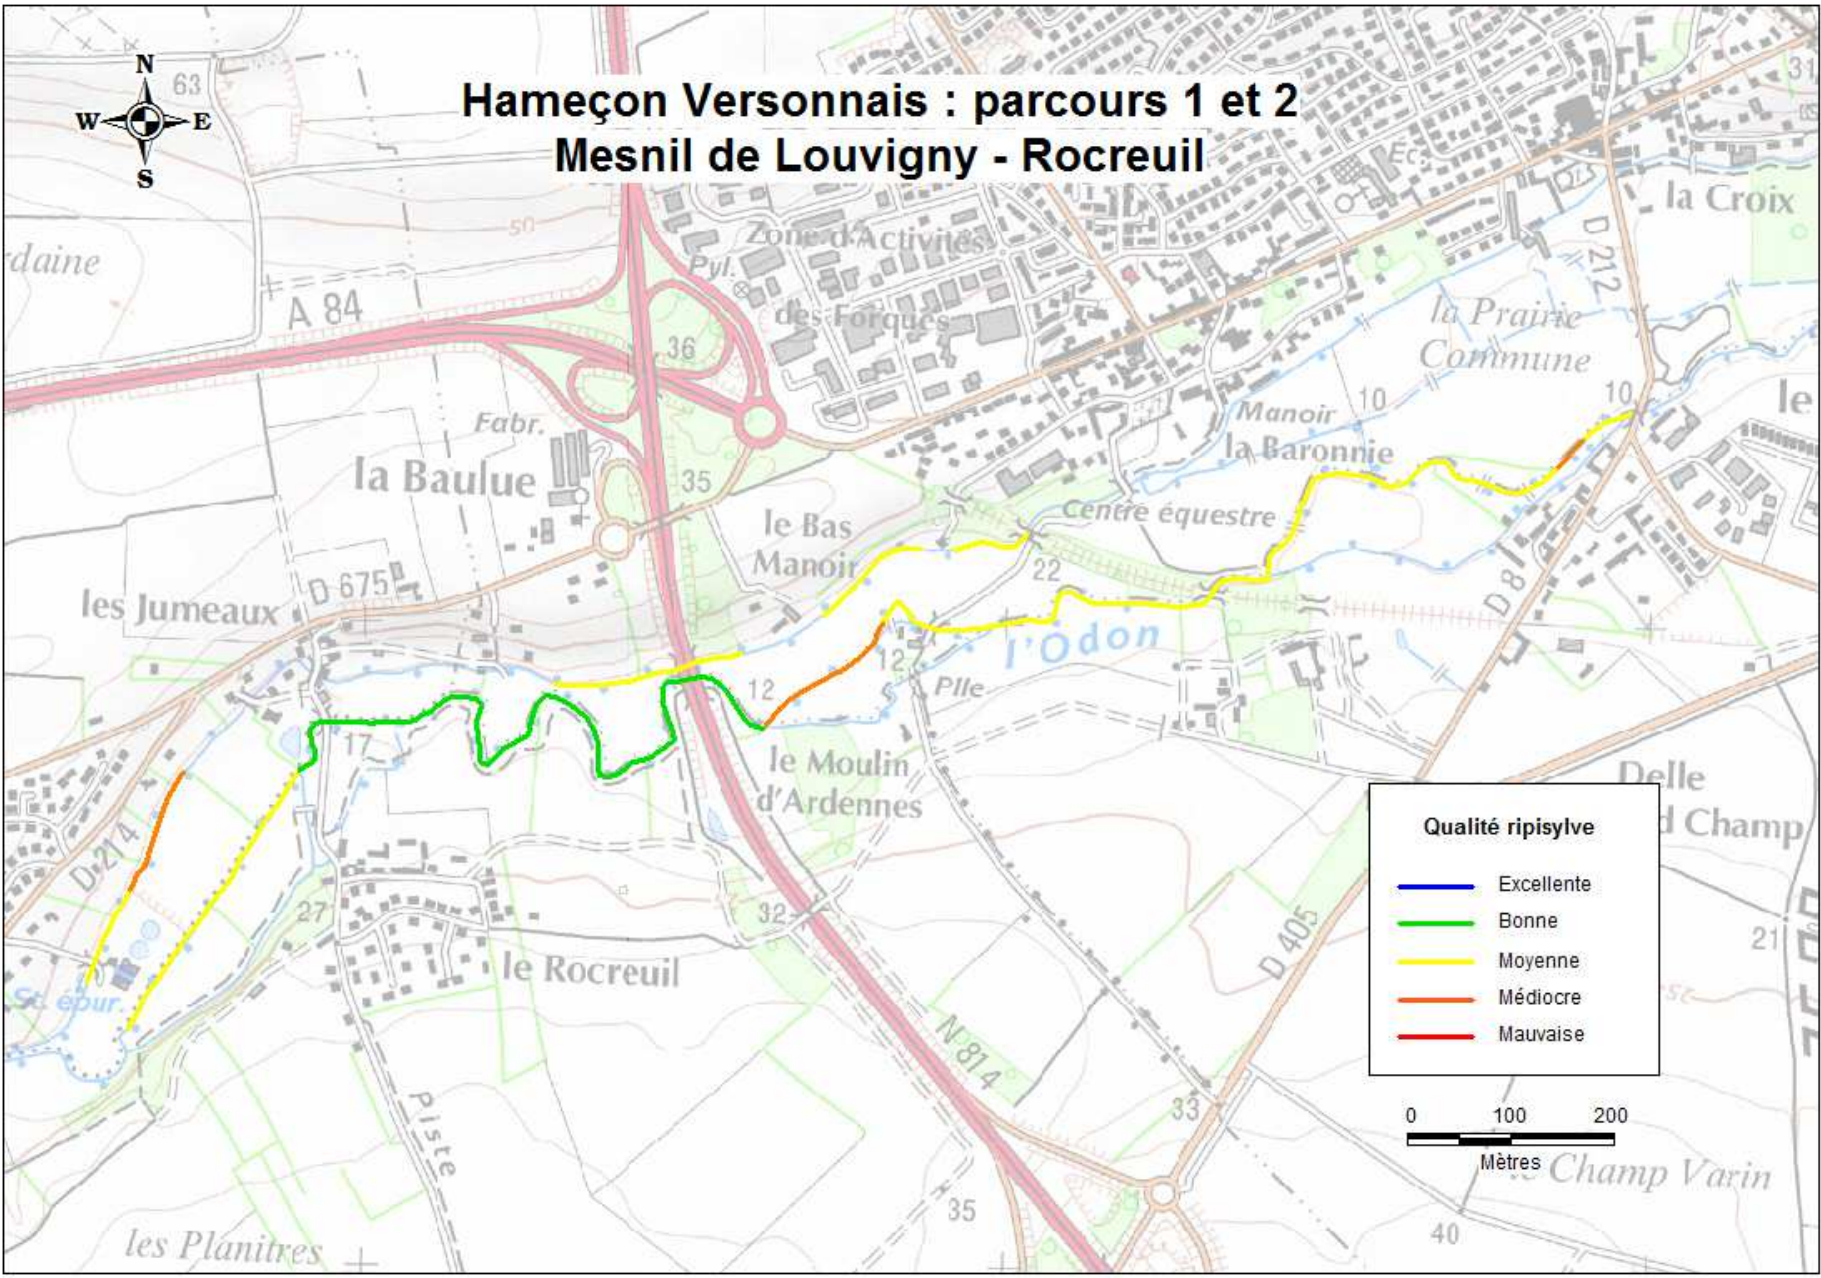 N
W E
S
63
31
Hameçon Versonnais : parcours 1 et 2
Mesnil de Louvigny - Rocreuil
Ec.
la Croix
50
Zone d'Activités
D 212
rdaine
Pyl.
A 84
des Forques
la Prairie
Commune
36
Manoir
10
10
le
Fabr.
la Baronnie
la Baulue
35
Centre équestre
le Bas
Manoir
22
D 675
les Jumeaux
D 8
l'Odon
12
12
Plle
17
le Moulin
d'Ardennes
Delle
d Champ
D 214
Qualité ripisylve
Excellente
Bonne
Moyenne
Médiocre
Mauvaise
27
32
D 405
21
le Rocreuil
St. épur.
25
N 814
Piste
33
0 100 200
Mètres
Champ Varin
35
40
les Planitres